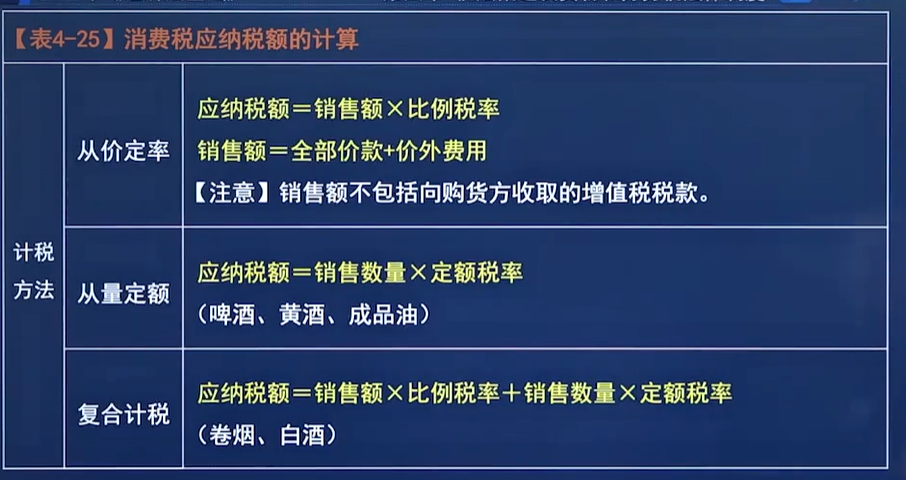 【表4-25】消费税应纳税额的计算
计税
方法
从价定率
应纳税额＝销售额×比例税率
销售额＝全部价款+价外费用
【注意】销售额不包括向购货方收取的增值税税款。
从量定额
应纳税额＝销售数量×定额税率
（啤酒、黄酒、成品油）
复合计税
应纳税额＝销售额×比例税率＋销售数量×定额税率
（卷烟、白酒）